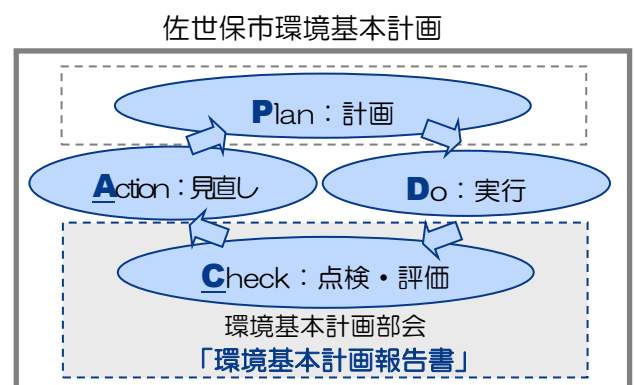 佐世保市環境基本計画
Plan：計画
Action：見直し
Do：実行
Check：点検・評価
環境基本計画部会
「環境基本計画報告書」